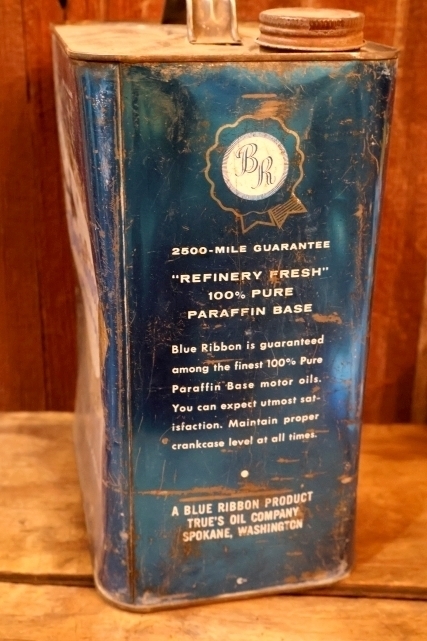 BR
2500-MILE GUARANTEE
"REFINERY FRESH"
100% PURE
PARAFFIN BASE
Blue Ribbon is guaranteed
among the finest 100% Pure
Paraffin Base motor oils.
You can expect utmost sat-
isfaction. Maintain proper
crankcase level at all times.
A BLUE RIBBON PRODUCT
TRUE'S OIL COMPANY
SPOKANE, WASHINGTON